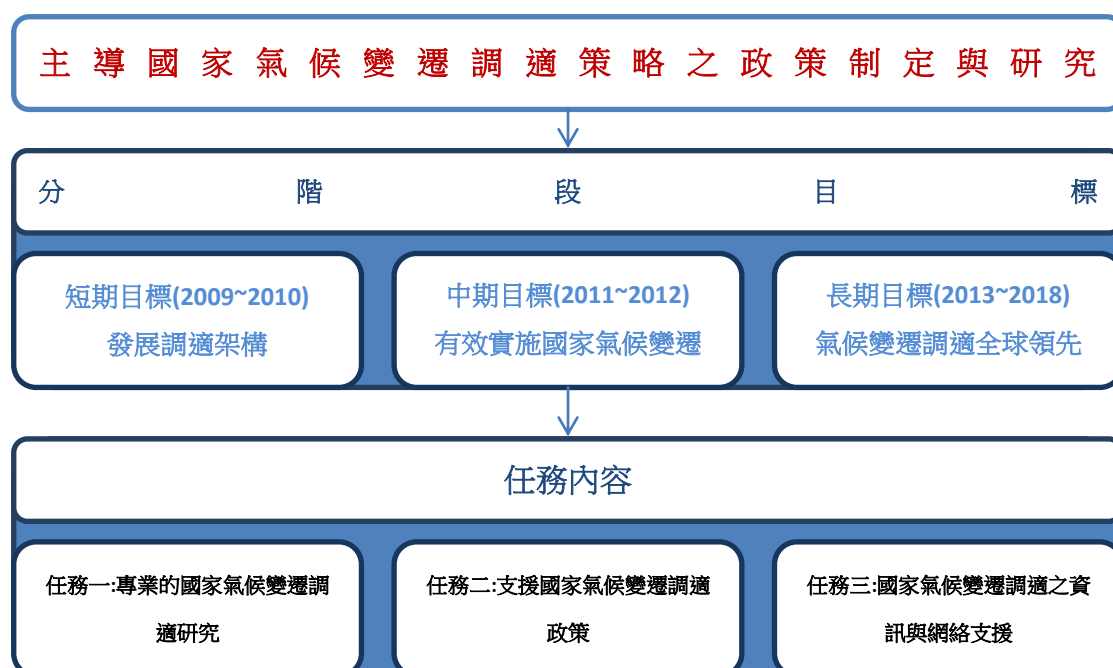 主導國家氣候變遷調適策略之政策制定與研究
分階段目標
短期目標(2009~2010)
發展調適架構
中期目標(2011~2012)
有效實施國家氣候變遷
長期目標(2013~2018)
氣候變遷調適全球領先
任務內容
任務一:專業的國家氣候變遷調
適研究
任務二:支援國家氣候變遷調適
政策
任務三:國家氣候變遷調適之資
訊與網絡支援